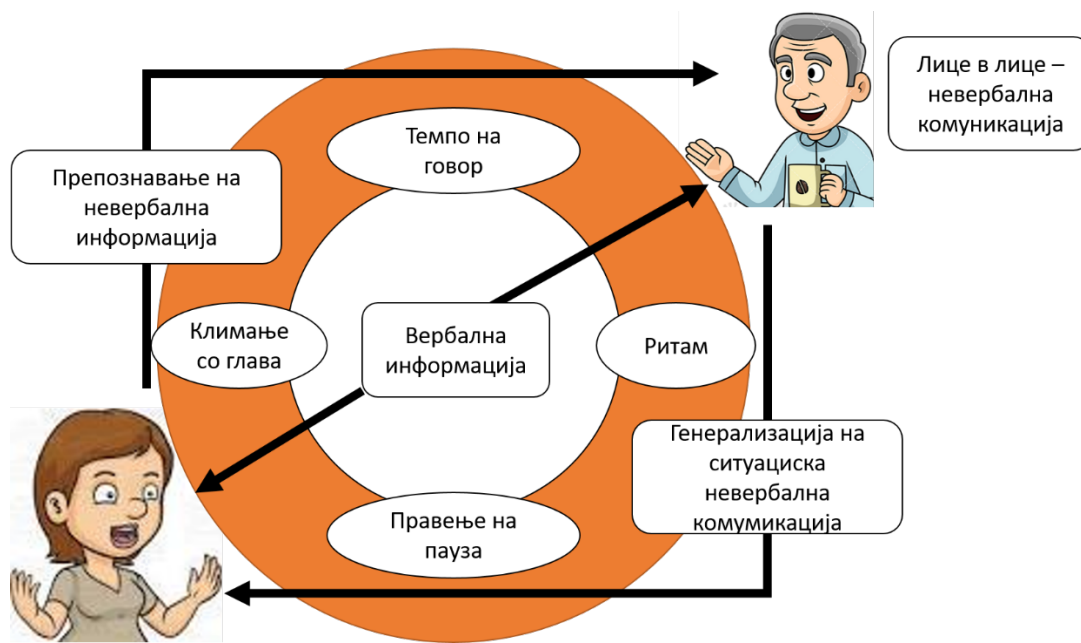 Лице в лице –
невербална
комуникација
Темпо на
говор
Препознавање на
невербална
информација
Климање
со глава
Вербална
информација
Ритам
Генерализација на
ситуациска
невербална
комумикација
Правење на
пауза